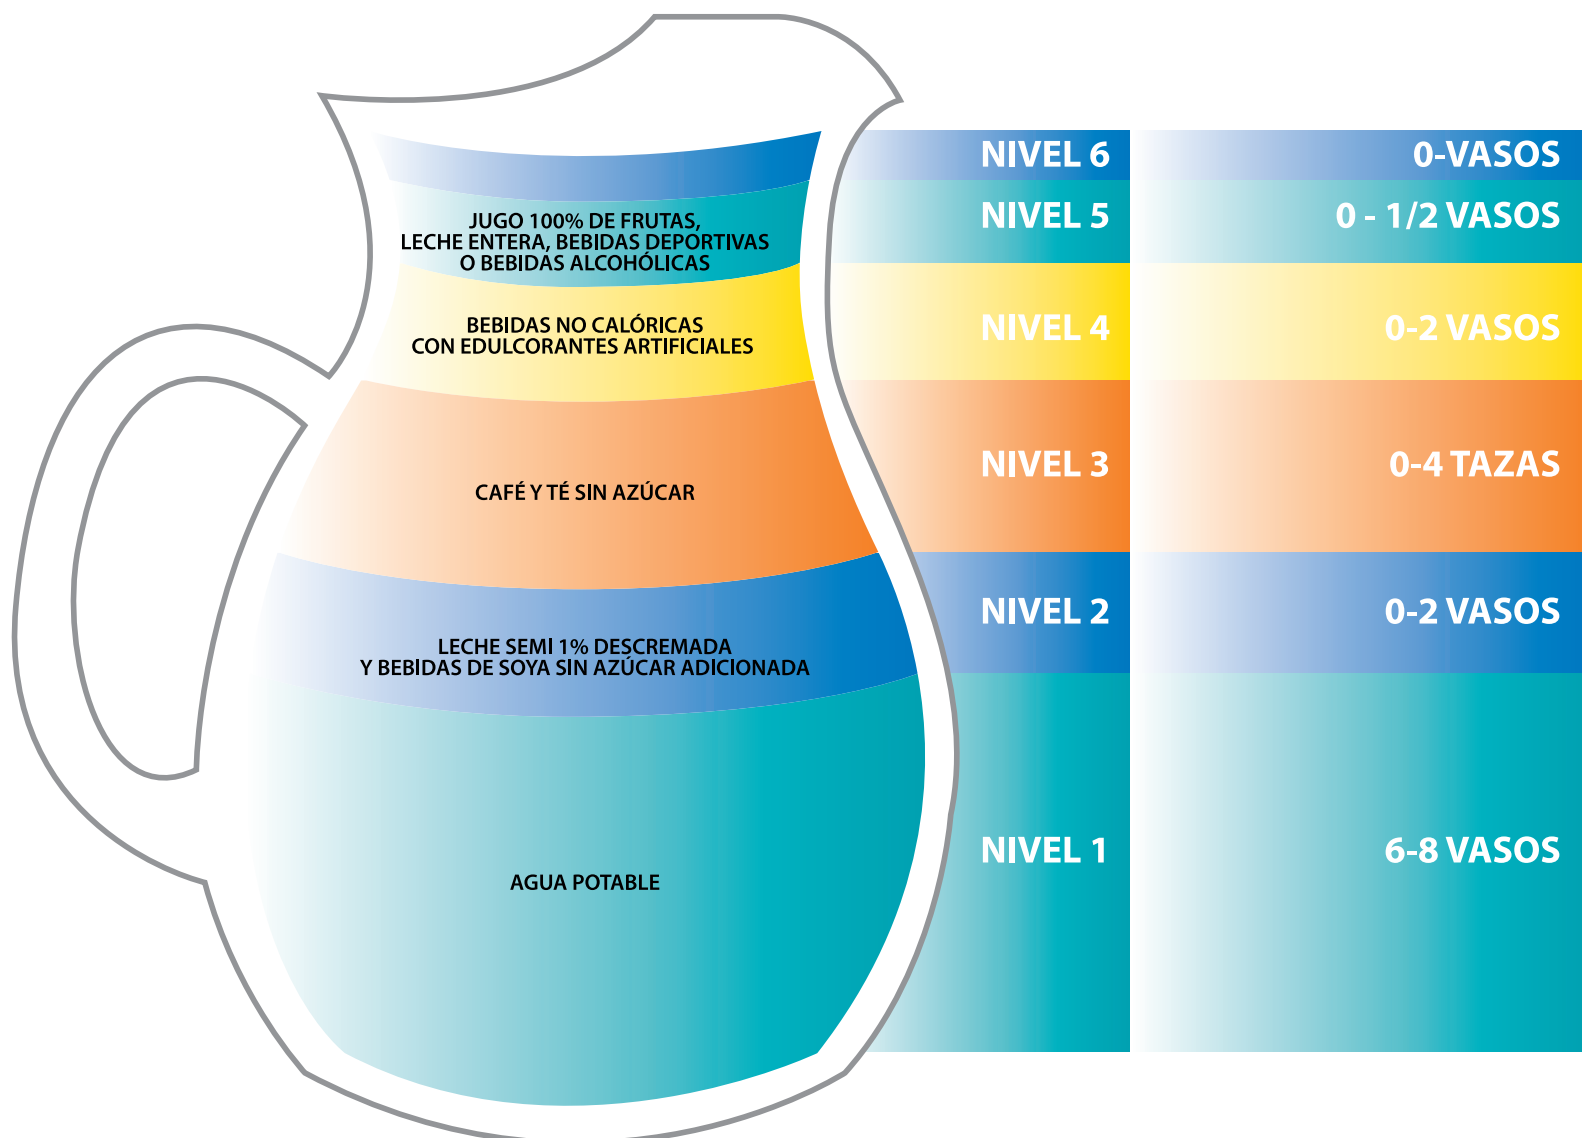 NIVEL 6
0-VASOS
JUGO 100% DE FRUTAS,
LECHE ENTERA, BEBIDAS DEPORTIVAS
O BEBIDAS ALCOHÓLICAS
NIVEL 5
0 - 1/2 VASOS
BEBIDAS NO CALÓRICAS
CON EDULCORANTES ARTIFICIALES
NIVEL 4
0-2 VASOS
CAFÉ Y TÉ SIN AZÚCAR
NIVEL 3
0-4 TAZAS
LECHE SEMI 1% DESCREMADA
Y BEBIDAS DE SOYA SIN AZÚCAR ADICIONADA
NIVEL 2
0-2 VASOS
AGUA POTABLE
NIVEL 1
6-8 VASOS